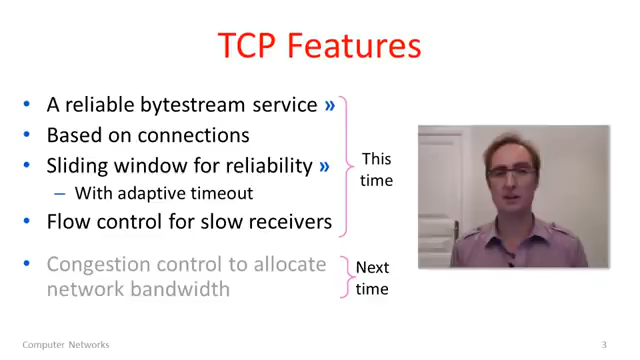 TCP Features
• A reliable bytestream service »
• Based on connections
• Sliding window for reliability »
– With adaptive timeout
• Flow control for slow receivers
This
time
• Congestion control to allocate
network bandwidth
Next
time
Computer Networks
3